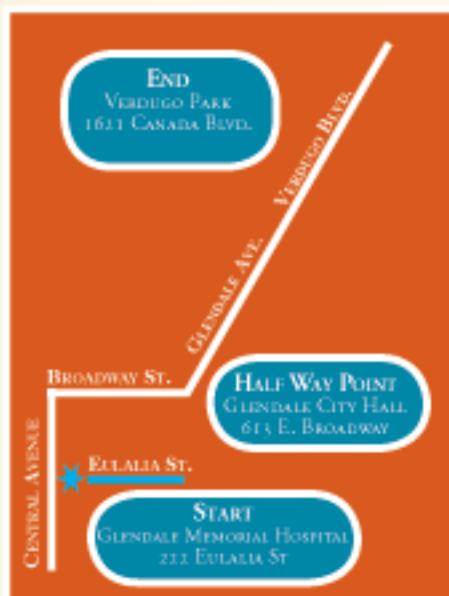 END
VERDUGO PARK
1621 CANADA BLVD.
VERDUGO BLVD.
GLENDALE AVE.
BROADWAY ST.
HALF WAY POINT
GLENDALE CITY HALL
613 E. BROADWAY
CENTRAL AVENUE
EULALIA ST.
START
GLENDALE MEMORIAL HOSPITAL
222 EULALIA ST